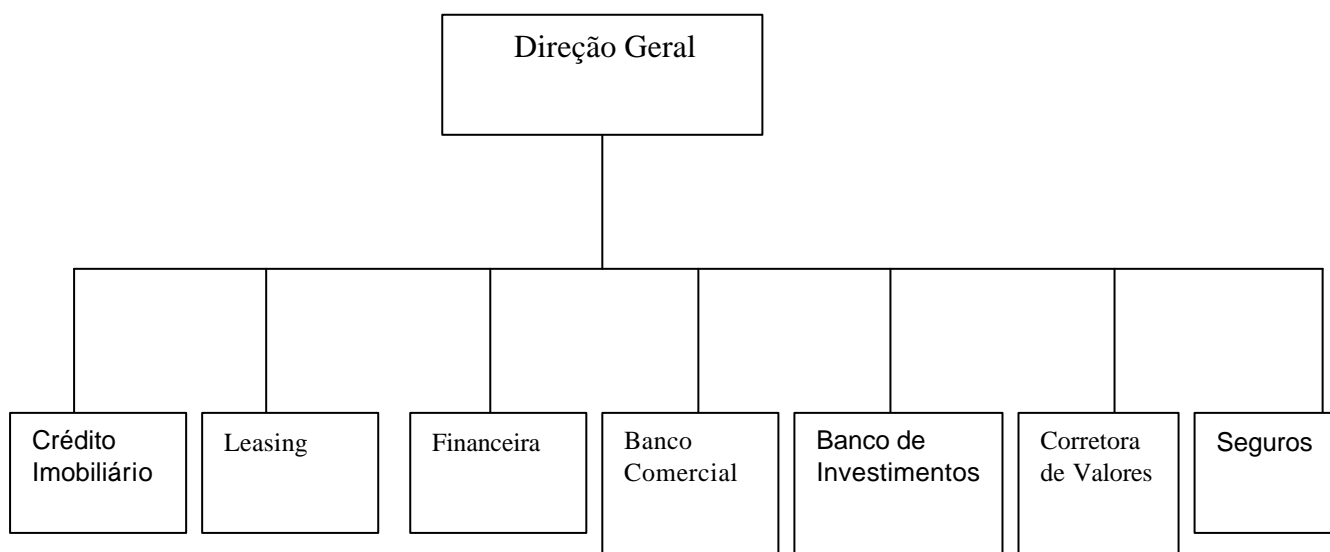 Direção Geral
Crédito
Imobiliário
Leasing
Financeira
Banco
Comercial
Banco de
Investimentos
Corretora
de Valores
Seguros